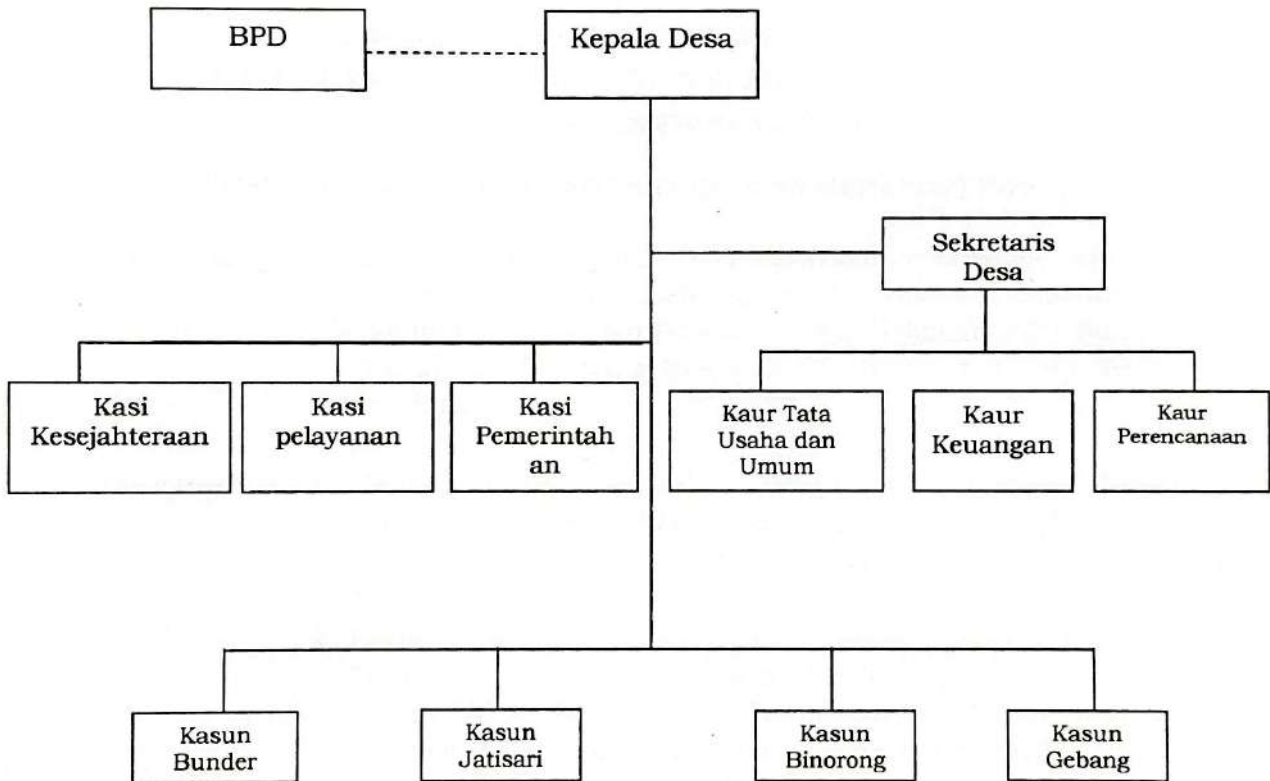 BPD
Kepala Desa
Sekretaris
Desa
Kasi
Kesejahteraan
Kasi
pelayanan
Kasi
Pemerintah
an
Kaur Tata
Usaha dan
Umum
Kaur
Keuangan
Kaur
Perencanaan
Kasun
Bunder
Kasun
Jatisari
Kasun
Binorong
Kasun
Gebang